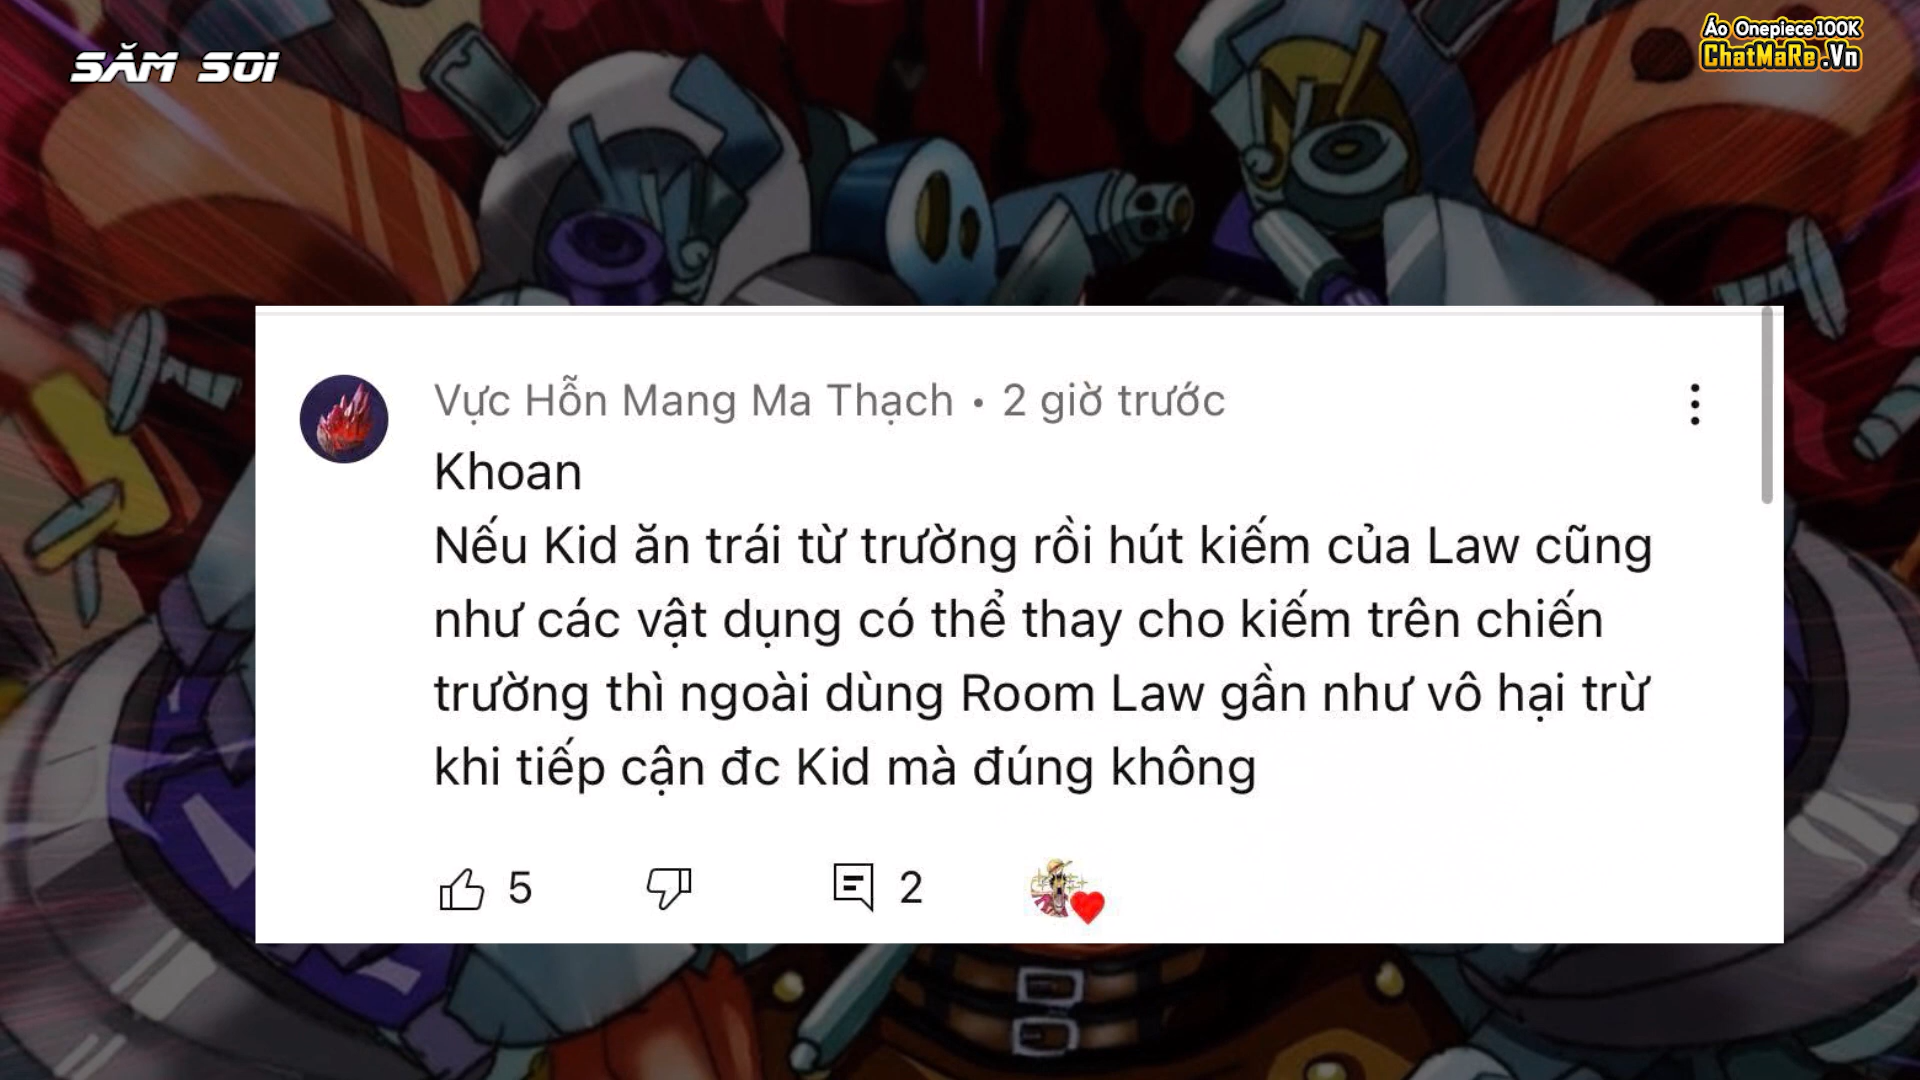 SĂM SOI
Áo Onepiece 100K
ChatMaRe.Vn
Vực Hỗn Mang Ma Thạch • 2 giờ trước
Khoan
Nếu Kid ăn trái từ trường rồi hút kiếm của Law cũng
như các vật dụng có thể thay cho kiếm trên chiến
trường thì ngoài dùng Room Law gần như vô hại trừ
khi tiếp cận đc Kid mà đúng không
5
2